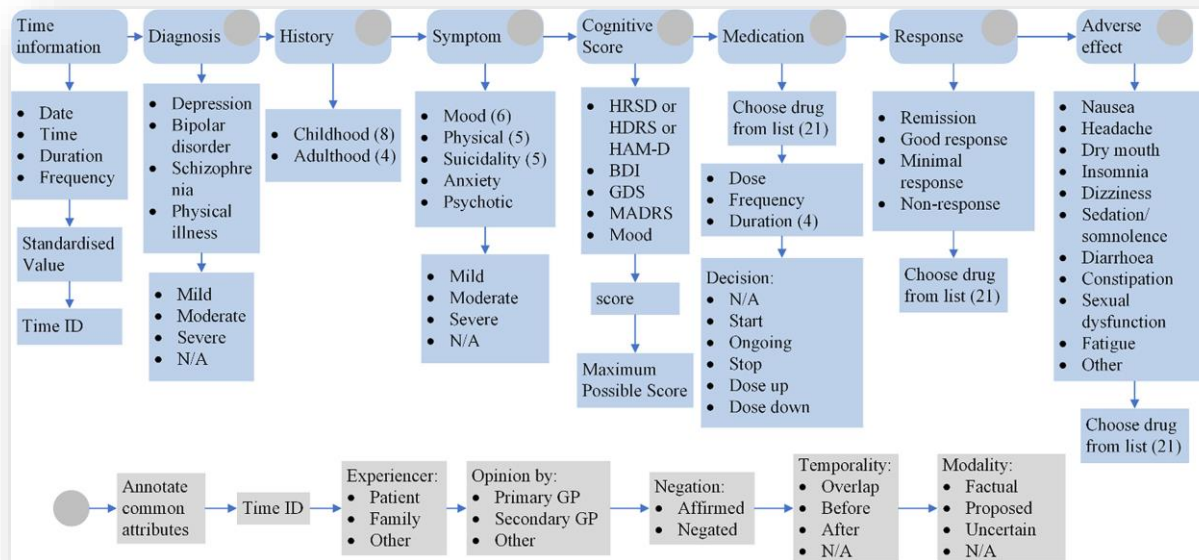 Time
information
Diagnosis
History
Symptom
Cognitive
Score
Medication
Response
Adverse
effect
• Date
• Time
• Duration
• Frequency
Standardised
Value
Time ID
• Depression
• Bipolar
disorder
• Schizophre
nia
• Physical
illness
• Mild
• Moderate
• Severe
• N/A
• Childhood (8)
• Adulthood (4)
• Mood (6)
• Physical (5)
• Suicidality (5)
• Anxiety
• Psychotic
• Mild
• Moderate
• Severe
• N/A
• HRSD or
HDRS or
HAM-D
• BDI
• GDS
• MADRS
• Mood
score
Maximum
Possible Score
Choose drug
from list (21)
• Dose
• Frequency
• Duration (4)
Decision:
• N/A
• Start
• Ongoing
• Stop
• Dose up
• Dose down
• Remission
• Good response
• Minimal
response
• Non-response
Choose drug
from list (21)
• Nausea
• Headache
• Dry mouth
• Insomnia
• Dizziness
• Sedation/
somnolence
• Diarrhoea
• Constipation
• Sexual
dysfunction
• Fatigue
• Other
Choose drug
from list (21)
Annotate
common
attributes
Time ID
Experiencer:
• Patient
• Family
• Other
Opinion by:
• Primary GP
• Secondary GP
• Other
Negation:
• Affirmed
• Negated
Temporality:
• Overlap
• Before
• After
• N/A
Modality:
• Factual
• Proposed
• Uncertain
• N/A